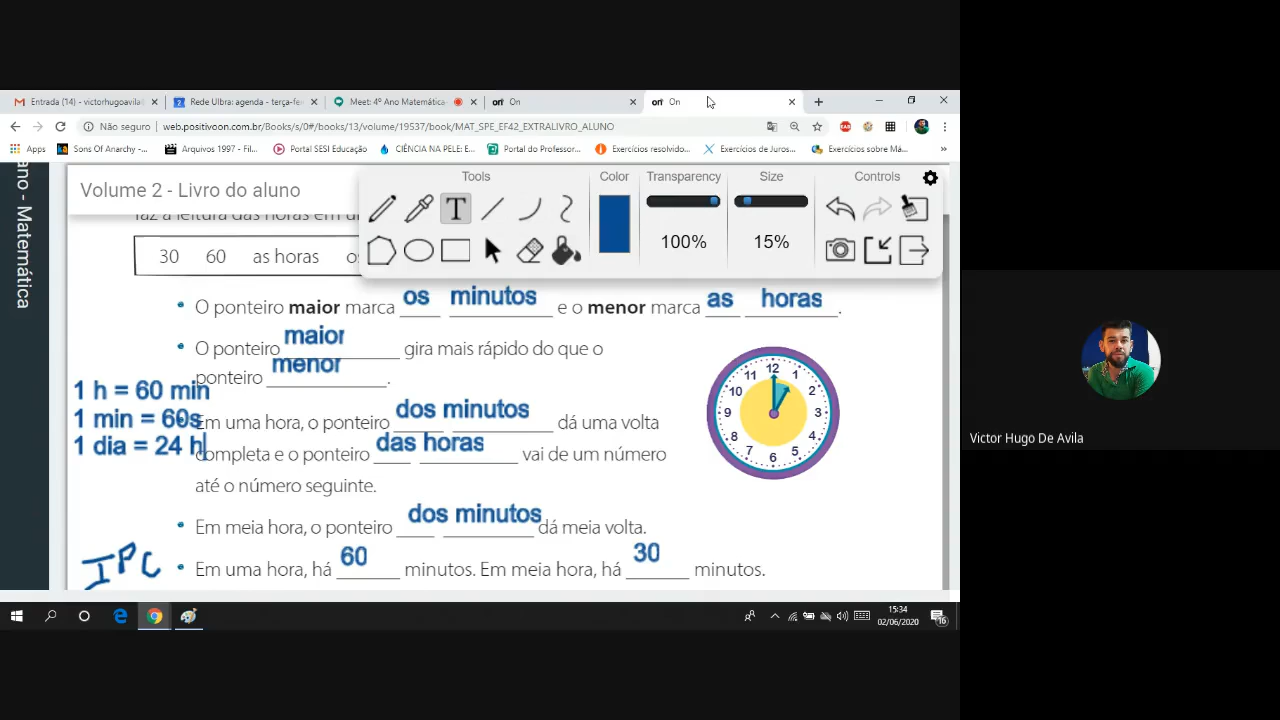 Entrada (14) - victorhugoavila
Rede Ulbra: agenda - terça-fe
Meet: 4º Ano Matemática
On
On
Não seguro
web.positivoon.com.br/Books/s/0#/books/13/volume/19537/book/MAT_SPE_EF42_EXTRALIVRO_ALUNO
Apps
Sons Of Anarchy -...
Arquivos 1997 - Fil...
Portal SESI Educação
CIÊNCIA NA PELE: E...
Portal do Professor...
Exercícios resolvido...
Exercícios de Juros...
Exercícios sobre Má...
»
ano - Matemática
Volume 2 - Livro do aluno
Tools
Color
Transparency
Size
Controls
T
100%
15%
faz a leitura das horas em u
30 60 as horas o
O ponteiro maior marca os minutos e o menor marca as horas.
O ponteiro maior gira mais rápido do que o
ponteiro menor.
1 h = 60 min
1 min = 60s
1 dia = 24 h
Em uma hora, o ponteiro dos minutos dá uma volta
completa e o ponteiro das horas vai de um número
até o número seguinte.
Em meia hora, o ponteiro dos minutos dá meia volta.
IPC
Em uma hora, há 60 minutos. Em meia hora, há 30 minutos.
12
1
2
3
4
5
6
7
8
9
10
11
Victor Hugo De Avila
15:34
02/06/2020
16